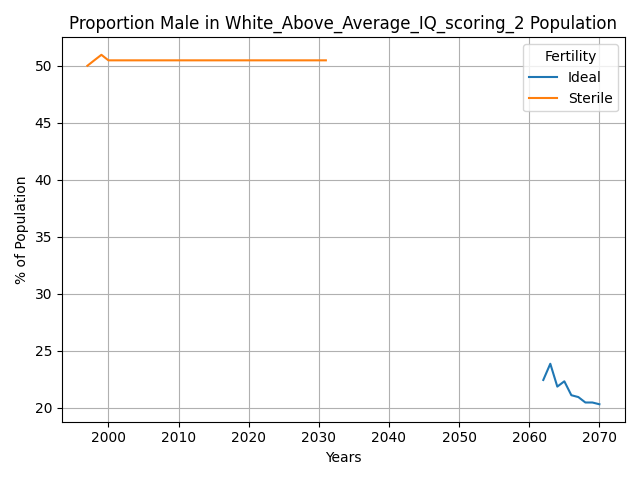 Proportion Male in White_Above_Average_IQ_scoring_2 Population
Fertility
Ideal
Sterile
% of Population
50
45
40
35
30
25
20
2000 2010 2020 2030 2040 2050 2060 2070
Years